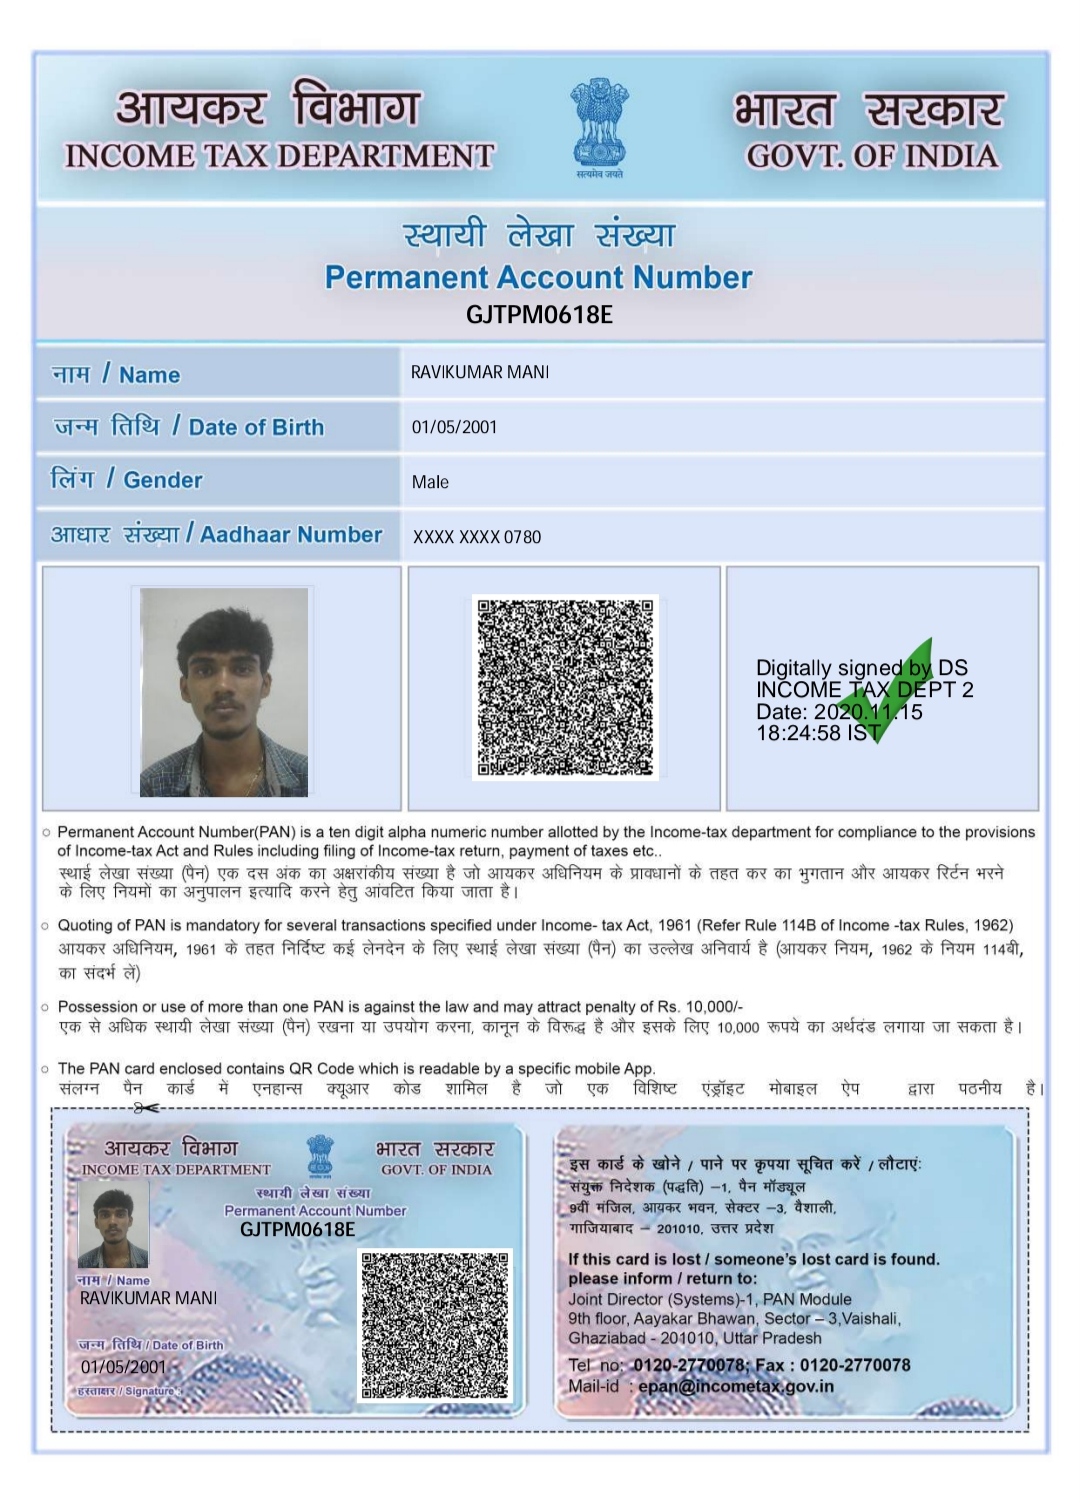 आयकर विभाग
INCOME TAX DEPARTMENT
सत्यमेव जयते
भारत सरकार
GOVT. OF INDIA
स्थायी लेखा संख्या
Permanent Account Number
GJTPM0618E
नाम / Name
RAVIKUMAR MANI
जन्म तिथि / Date of Birth
01/05/2001
लिंग / Gender
Male
आधार संख्या / Aadhaar Number
XXXX XXXX 0780
Digitally signed by DS
INCOME TAX DEPT 2
Date: 2020.11.15
18:24:58 IST
○ Permanent Account Number(PAN) is a ten digit alpha numeric number allotted by the Income-tax department for compliance to the provisions
of Income-tax Act and Rules including filing of Income-tax return, payment of taxes etc..
स्थाई लेखा संख्या (पैन) एक दस अंक का अक्षरांकीय संख्या है जो आयकर अधिनियम के प्रावधानों के तहत कर का भुगतान और आयकर रिर्टन भरने
के लिए नियमों का अनुपालन इत्यादि करने हेतु आंवटित किया जाता है।
○ Quoting of PAN is mandatory for several transactions specified under Income- tax Act, 1961 (Refer Rule 114B of Income -tax Rules, 1962)
आयकर अधिनियम, 1961 के तहत निर्दिष्ट कई लेनदेन के लिए स्थाई लेखा संख्या (पैन) का उल्लेख अनिवार्य है (आयकर नियम, 1962 के नियम 114बी,
का संदर्भ लें)
○ Possession or use of more than one PAN is against the law and may attract penalty of Rs. 10,000/-
एक से अधिक स्थायी लेखा संख्या (पैन) रखना या उपयोग करना, कानून के विरूद्ध है और इसके लिए 10,000 रूपये का अर्थदंड लगाया जा सकता है।
○ The PAN card enclosed contains QR Code which is readable by a specific mobile App.
संलग्न पैन कार्ड में एनहान्स क्यूआर कोड शामिल है जो एक विशिष्ट एंड्रॉइट मोबाइल ऐप द्वारा पठनीय है।
आयकर विभाग
INCOME TAX DEPARTMENT
भारत सरकार
GOVT. OF INDIA
स्थायी लेखा संख्या
Permanent Account Number
GJTPM0618E
नाम / Name
RAVIKUMAR MANI
जन्म तिथि / Date of Birth
01/05/2001
हस्ताक्षर / Signature :
इस कार्ड के खोने / पाने पर कृपया सूचित करें / लौटाएं:
संयुक्त निदेशक (पद्धति) –1, पैन मॉड्यूल
9वीं मंजिल, आयकर भवन, सेक्टर –3, वैशाली,
गाजियाबाद – 201010, उत्तर प्रदेश
If this card is lost / someone's lost card is found.
please inform / return to:
Joint Director (Systems)-1, PAN Module
9th floor, Aayakar Bhawan, Sector – 3,Vaishali,
Ghaziabad - 201010, Uttar Pradesh
Tel no: 0120-2770078; Fax : 0120-2770078
Mail-id : epan@incometax.gov.in